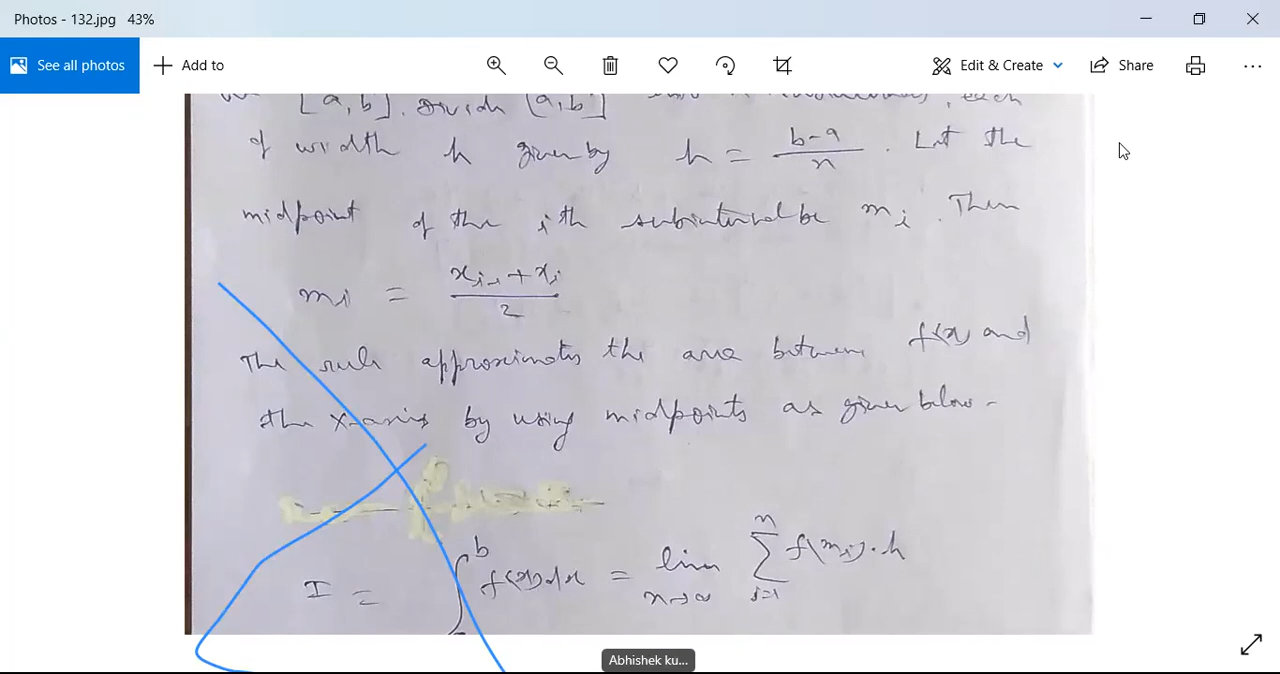 Photos - 132.jpg 43%
See all photos
Add to
Edit & Create
Share
[a, b]. Divide [a, b]
of width h given by h = b-a / n . Let the
midpoint of the ith subinterval be mi . Then
mi = xi-1 + xi / 2
The rule approximates the area between f(x) and
the x-axis by using midpoints as given below -
I = ∫ b f(x) dx = lim n→∞ Σ n i=1 f(mi) . h
Abhishek ku...